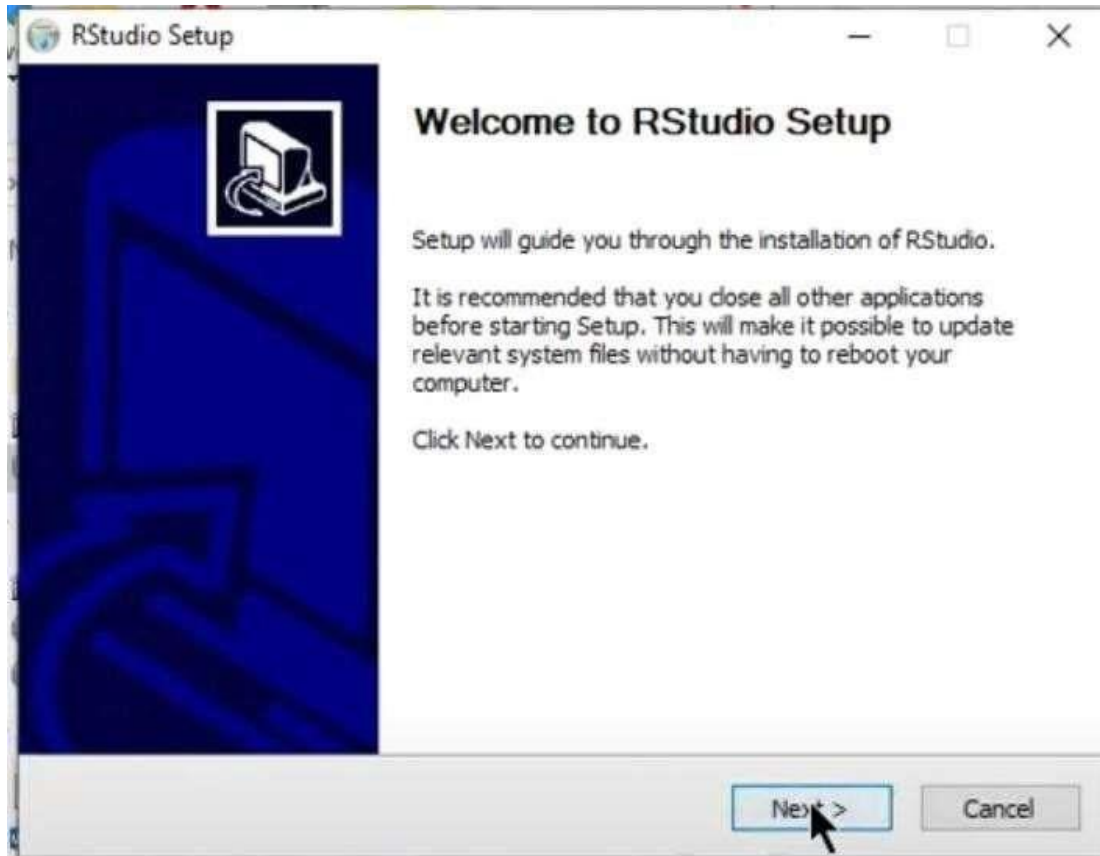 RStudio Setup
Welcome to RStudio Setup
Setup will guide you through the installation of RStudio.
It is recommended that you close all other applications
before starting Setup. This will make it possible to update
relevant system files without having to reboot your
computer.
Click Next to continue.
Next >
Cancel